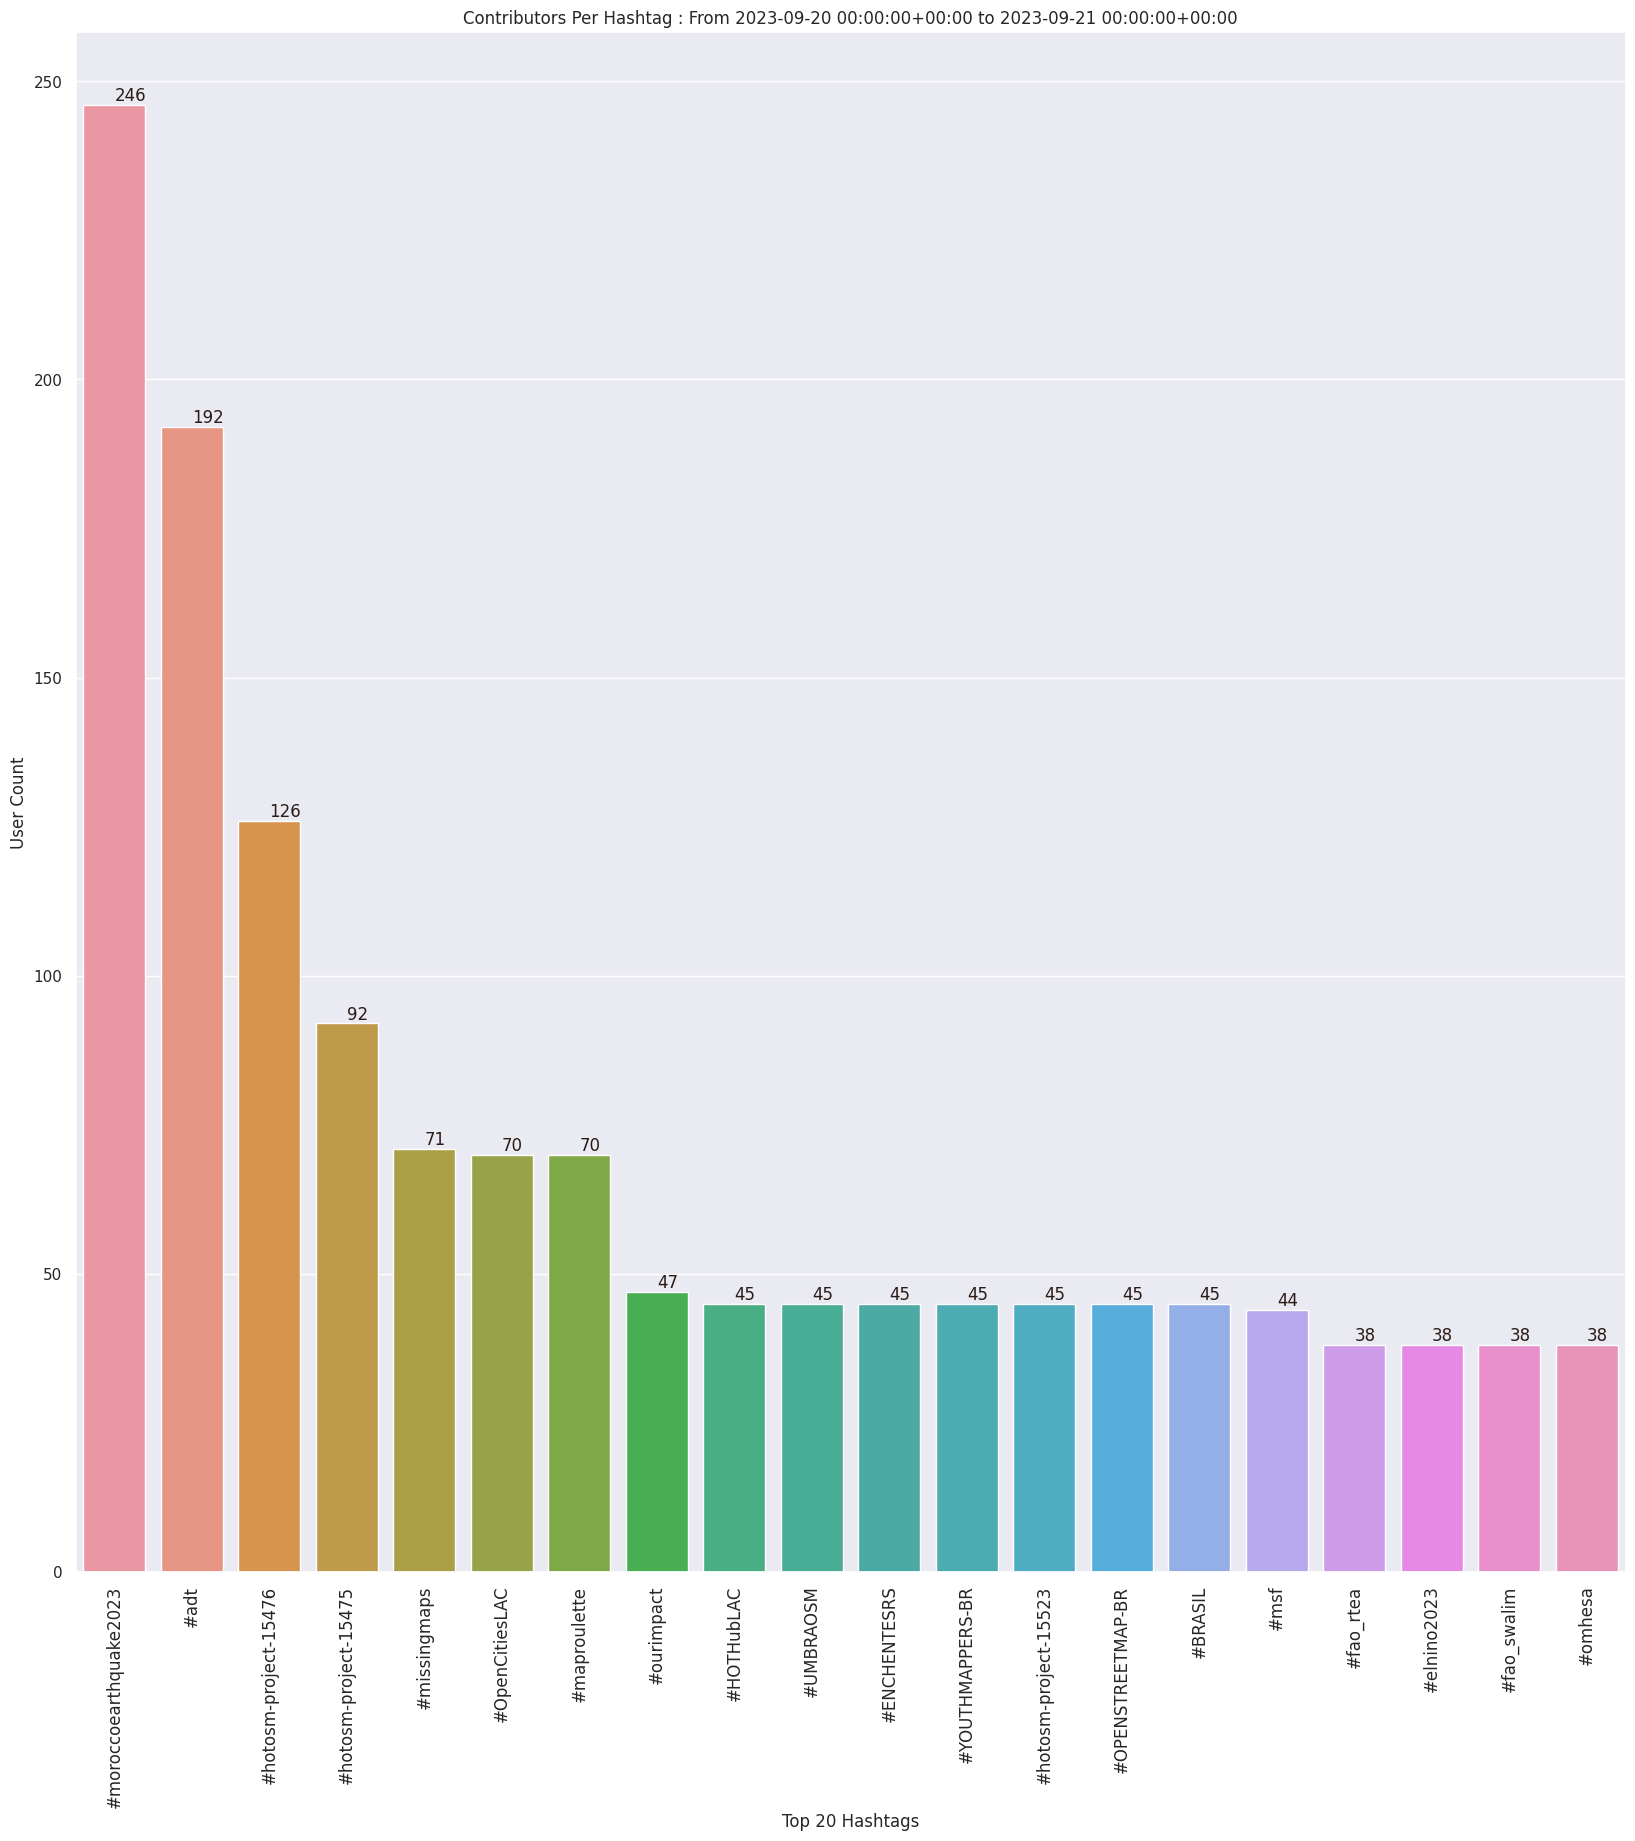 Contributors Per Hashtag : From 2023-09-20 00:00:00+00:00 to 2023-09-21 00:00:00+00:00
User Count
250
200
150
100
50
0
246
192
126
92
71
70
70
47
45
45
45
45
45
45
45
44
38
38
38
38
#moroccoearthquake2023
#adt
#hotosm-project-15476
#hotosm-project-15475
#missingmaps
#OpenCitiesLAC
#maproulette
#ourimpact
#HOTHubLAC
#UMBRAOSM
#ENCHENTESRS
#YOUTHMAPPERS-BR
#hotosm-project-15523
#OPENSTREETMAP-BR
#BRASIL
#msf
#fao_rtea
#elnino2023
#fao_swalim
#omhesa
Top 20 Hashtags